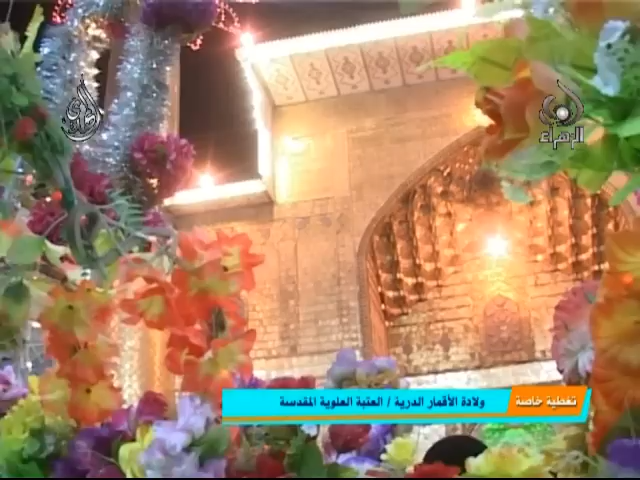 الزهراء
ولادة الأقمار الدرية / العتبة العلوية المقدسة
تغطية خاصة